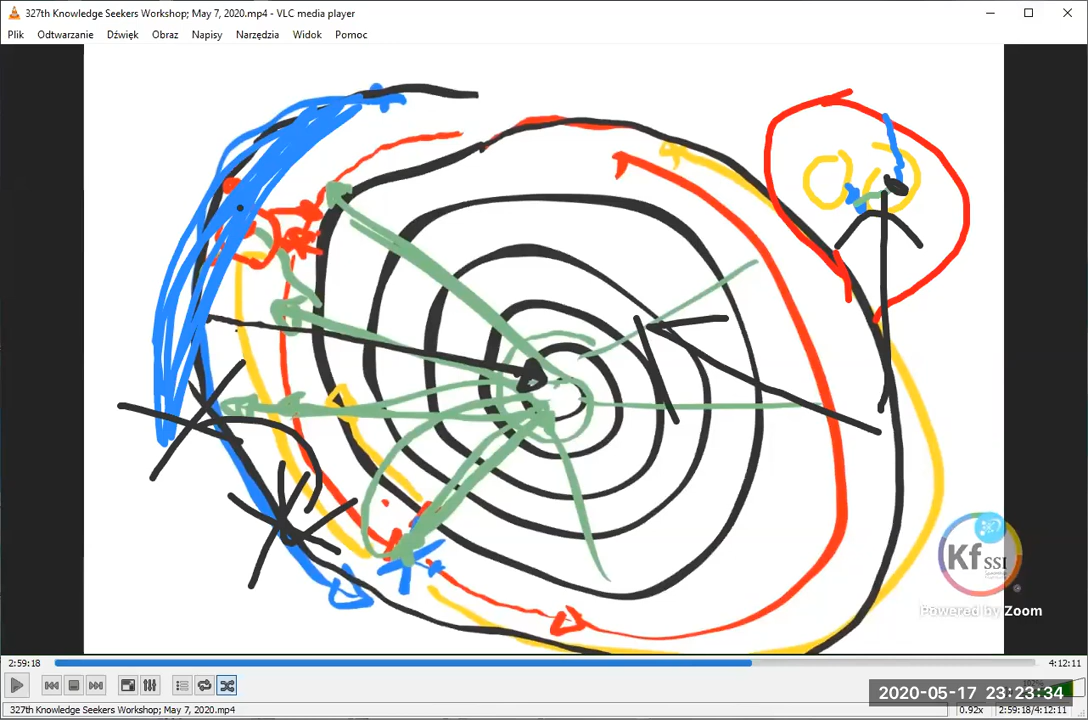 327th Knowledge Seekers Workshop; May 7, 2020.mp4 - VLC media player
Plik Odtwarzanie Dźwięk Obraz Napisy Narzędzia Widok Pomoc
Kf SSI
Powered by Zoom
2:59:18
4:12:11
2020-05-17 23:23:34
327th Knowledge Seekers Workshop; May 7, 2020.mp4
0.92x
2:59:18/4:12:11